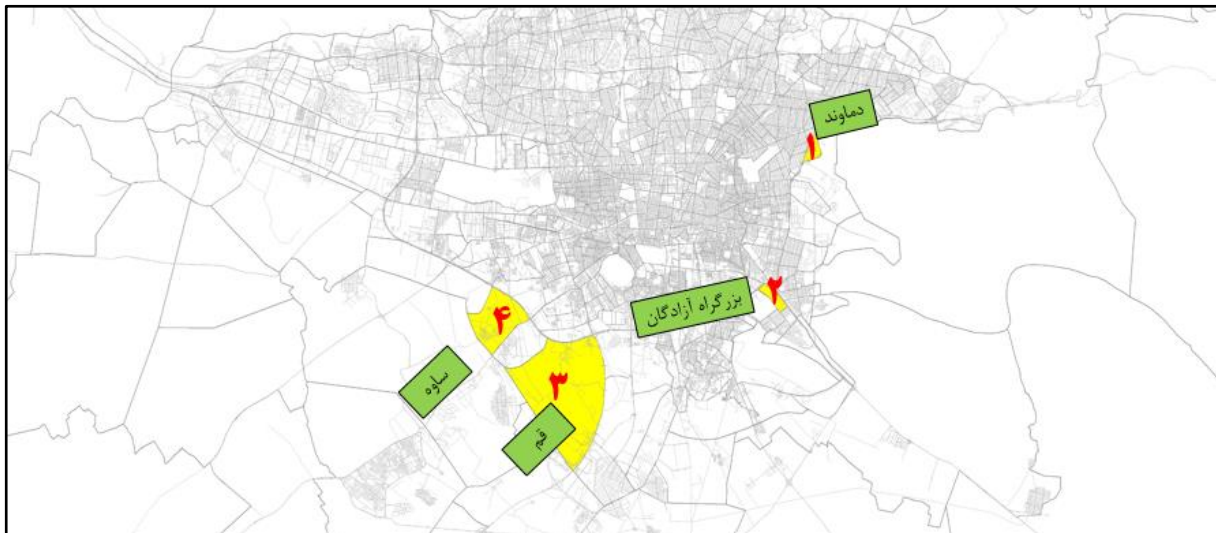 دماوند
۱
۲
بزرگراه آزادگان
۴
۳
ساوه
قم